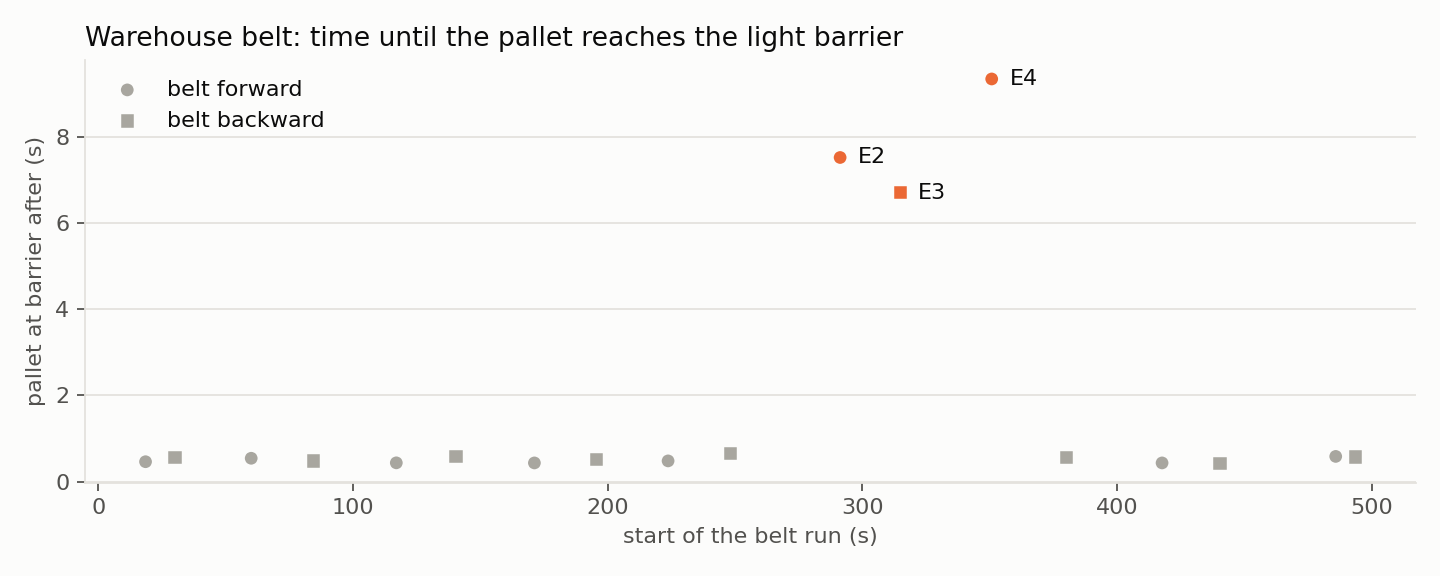 Warehouse belt: time until the pallet reaches the light barrier
belt forward
belt backward
E4
E2
E3
pallet at barrier after (s)
8
6
4
2
0
0 100 200 300 400 500
start of the belt run (s)